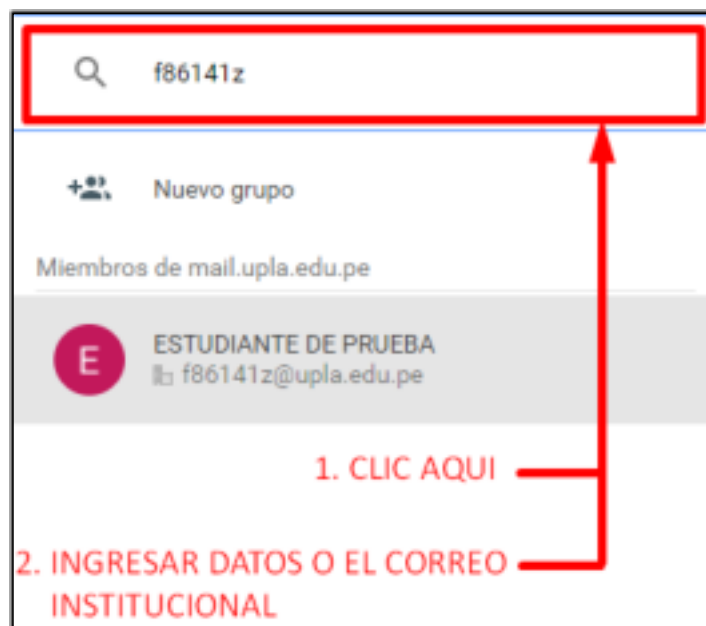 f86141z
Nuevo grupo
Miembros de mail.upla.edu.pe
E
ESTUDIANTE DE PRUEBA
f86141z@upla.edu.pe
1. CLIC AQUI
2. INGRESAR DATOS O EL CORREO
INSTITUCIONAL